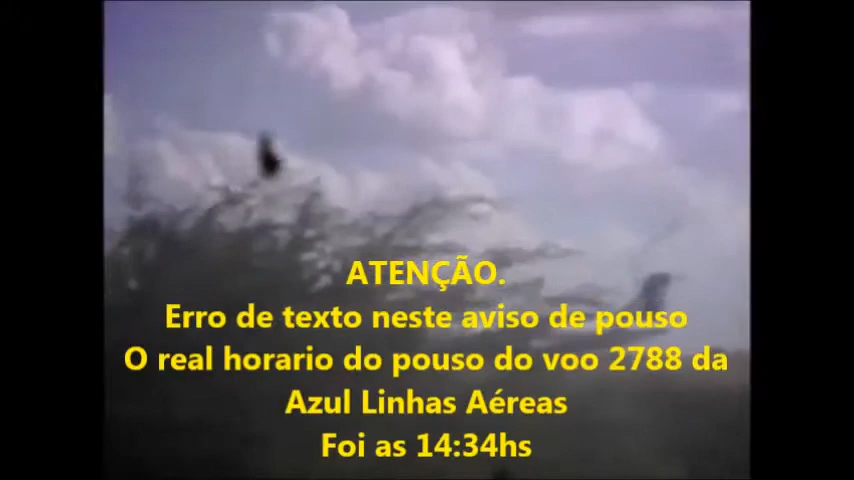 ATENÇÃO.
Erro de texto neste aviso de pouso
O real horario do pouso do voo 2788 da
Azul Linhas Aéreas
Foi as 14:34hs